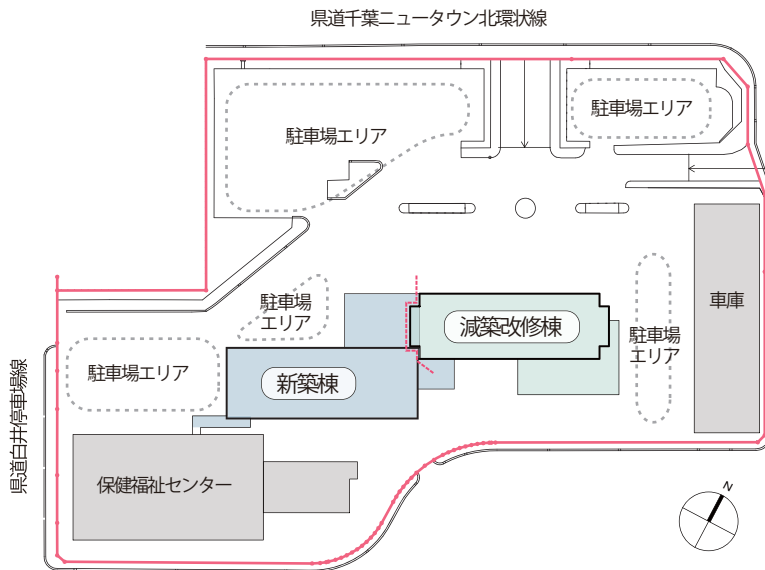 県道千葉ニュータウン北環状線
駐車場エリア
駐車場エリア
車庫
駐車場
エリア
減築改修棟
駐車場
エリア
駐車場エリア
新築棟
県道白井停車場線
保健福祉センター
N